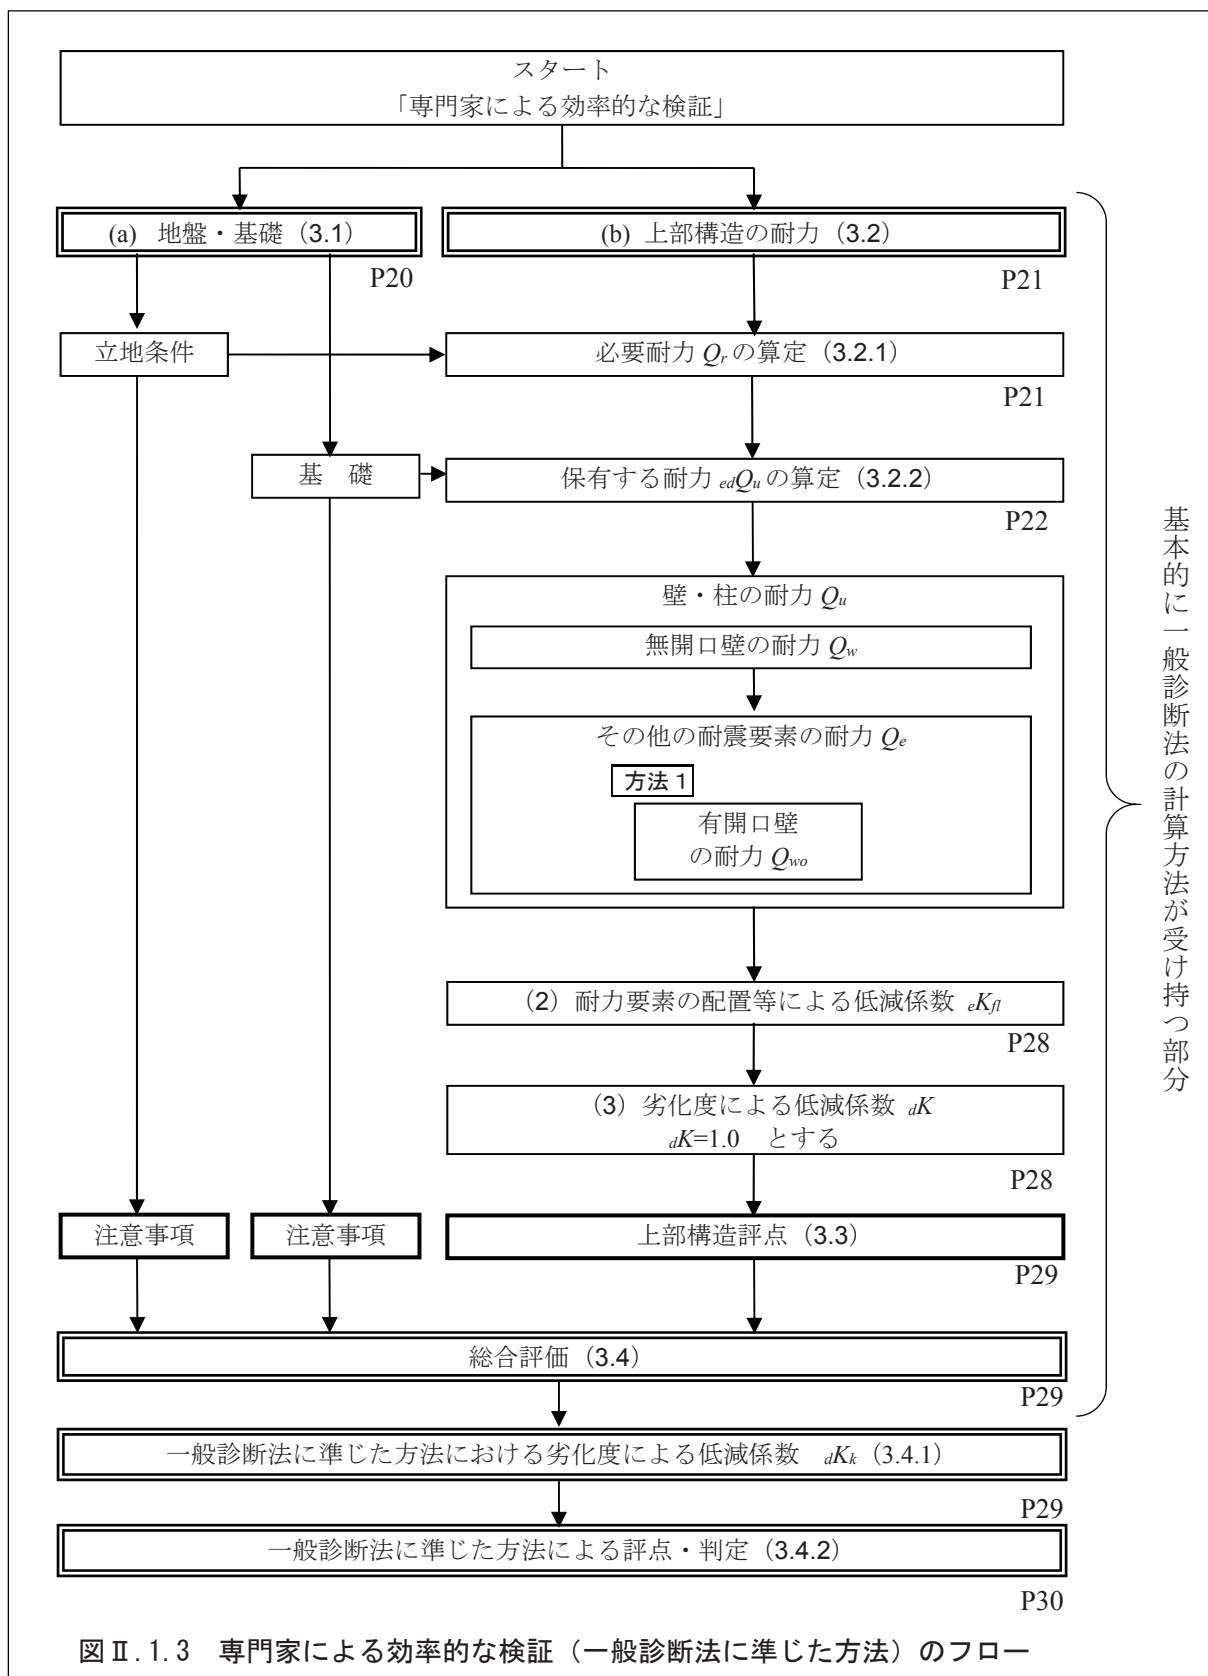 スタート
「専門家による効率的な検証」
(a) 地盤・基礎（3.1）
P20
(b) 上部構造の耐力（3.2）
P21
立地条件
必要耐力 Qr の算定（3.2.1）
P21
基 礎
保有する耐力 edQu の算定（3.2.2）
P22
壁・柱の耐力 Qu
無開口壁の耐力 Qw
その他の耐震要素の耐力 Qe
方法 1
有開口壁
の耐力 Qwo
（2）耐力要素の配置等による低減係数 eKfl
P28
（3）劣化度による低減係数 dK
dK=1.0 とする
P28
注意事項
注意事項
上部構造評点（3.3）
P29
総合評価（3.4）
P29
一般診断法に準じた方法における劣化度による低減係数 dKk（3.4.1）
P29
一般診断法に準じた方法による評点・判定（3.4.2）
P30
基本的に一般診断法の計算方法が受け持つ部分
図Ⅱ.1.3 専門家による効率的な検証（一般診断法に準じた方法）のフロー